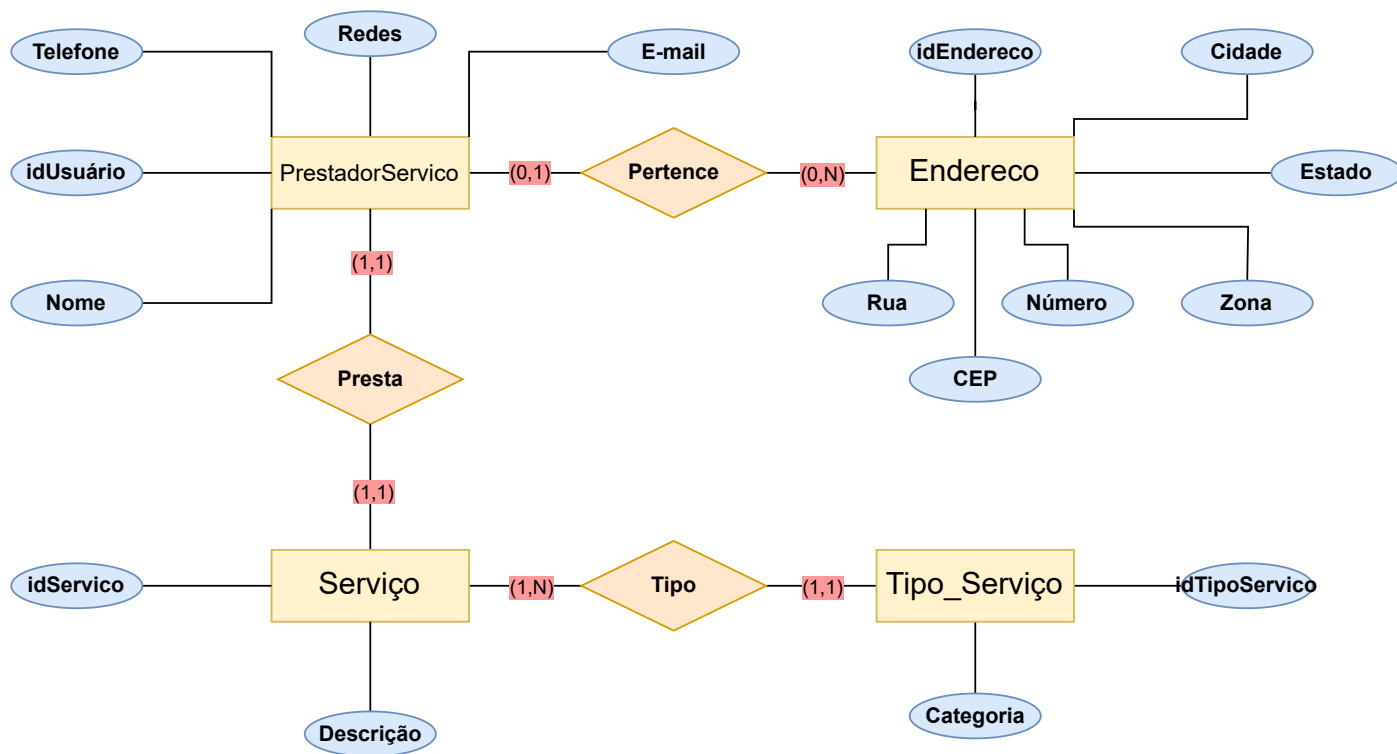 Redes
Telefone
E-mail
idEndereco
Cidade
idUsuário
PrestadorServico
(0,1)
Pertence
(0,N)
Endereco
Estado
(1,1)
Nome
Rua
Número
Zona
Presta
CEP
(1,1)
idServico
Serviço
(1,N)
Tipo
(1,1)
Tipo_Serviço
idTipoServico
Descrição
Categoria